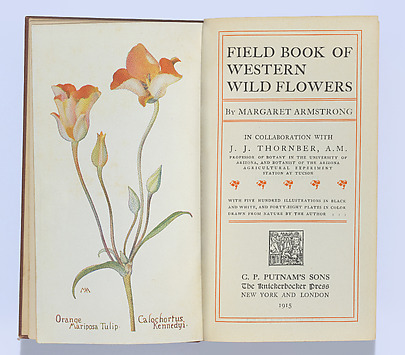 MA
Orange
Mariposa Tulip.
Calochortus
Kennedyi.
FIELD BOOK OF
WESTERN
WILD FLOWERS
BY MARGARET ARMSTRONG
IN COLLABORATION WITH
J. J. THORNBER, A.M.
PROFESSOR OF BOTANY IN THE UNIVERSITY OF
ARIZONA, AND BOTANIST OF THE ARIZONA
AGRICULTURAL EXPERIMENT
STATION AT TUCSON
WITH FIVE HUNDRED ILLUSTRATIONS IN BLACK
AND WHITE, AND FORTY-EIGHT PLATES IN COLOR
DRAWN FROM NATURE BY THE AUTHOR
G. P. PUTNAM'S SONS
The Knickerbocker Press
NEW YORK AND LONDON
1915